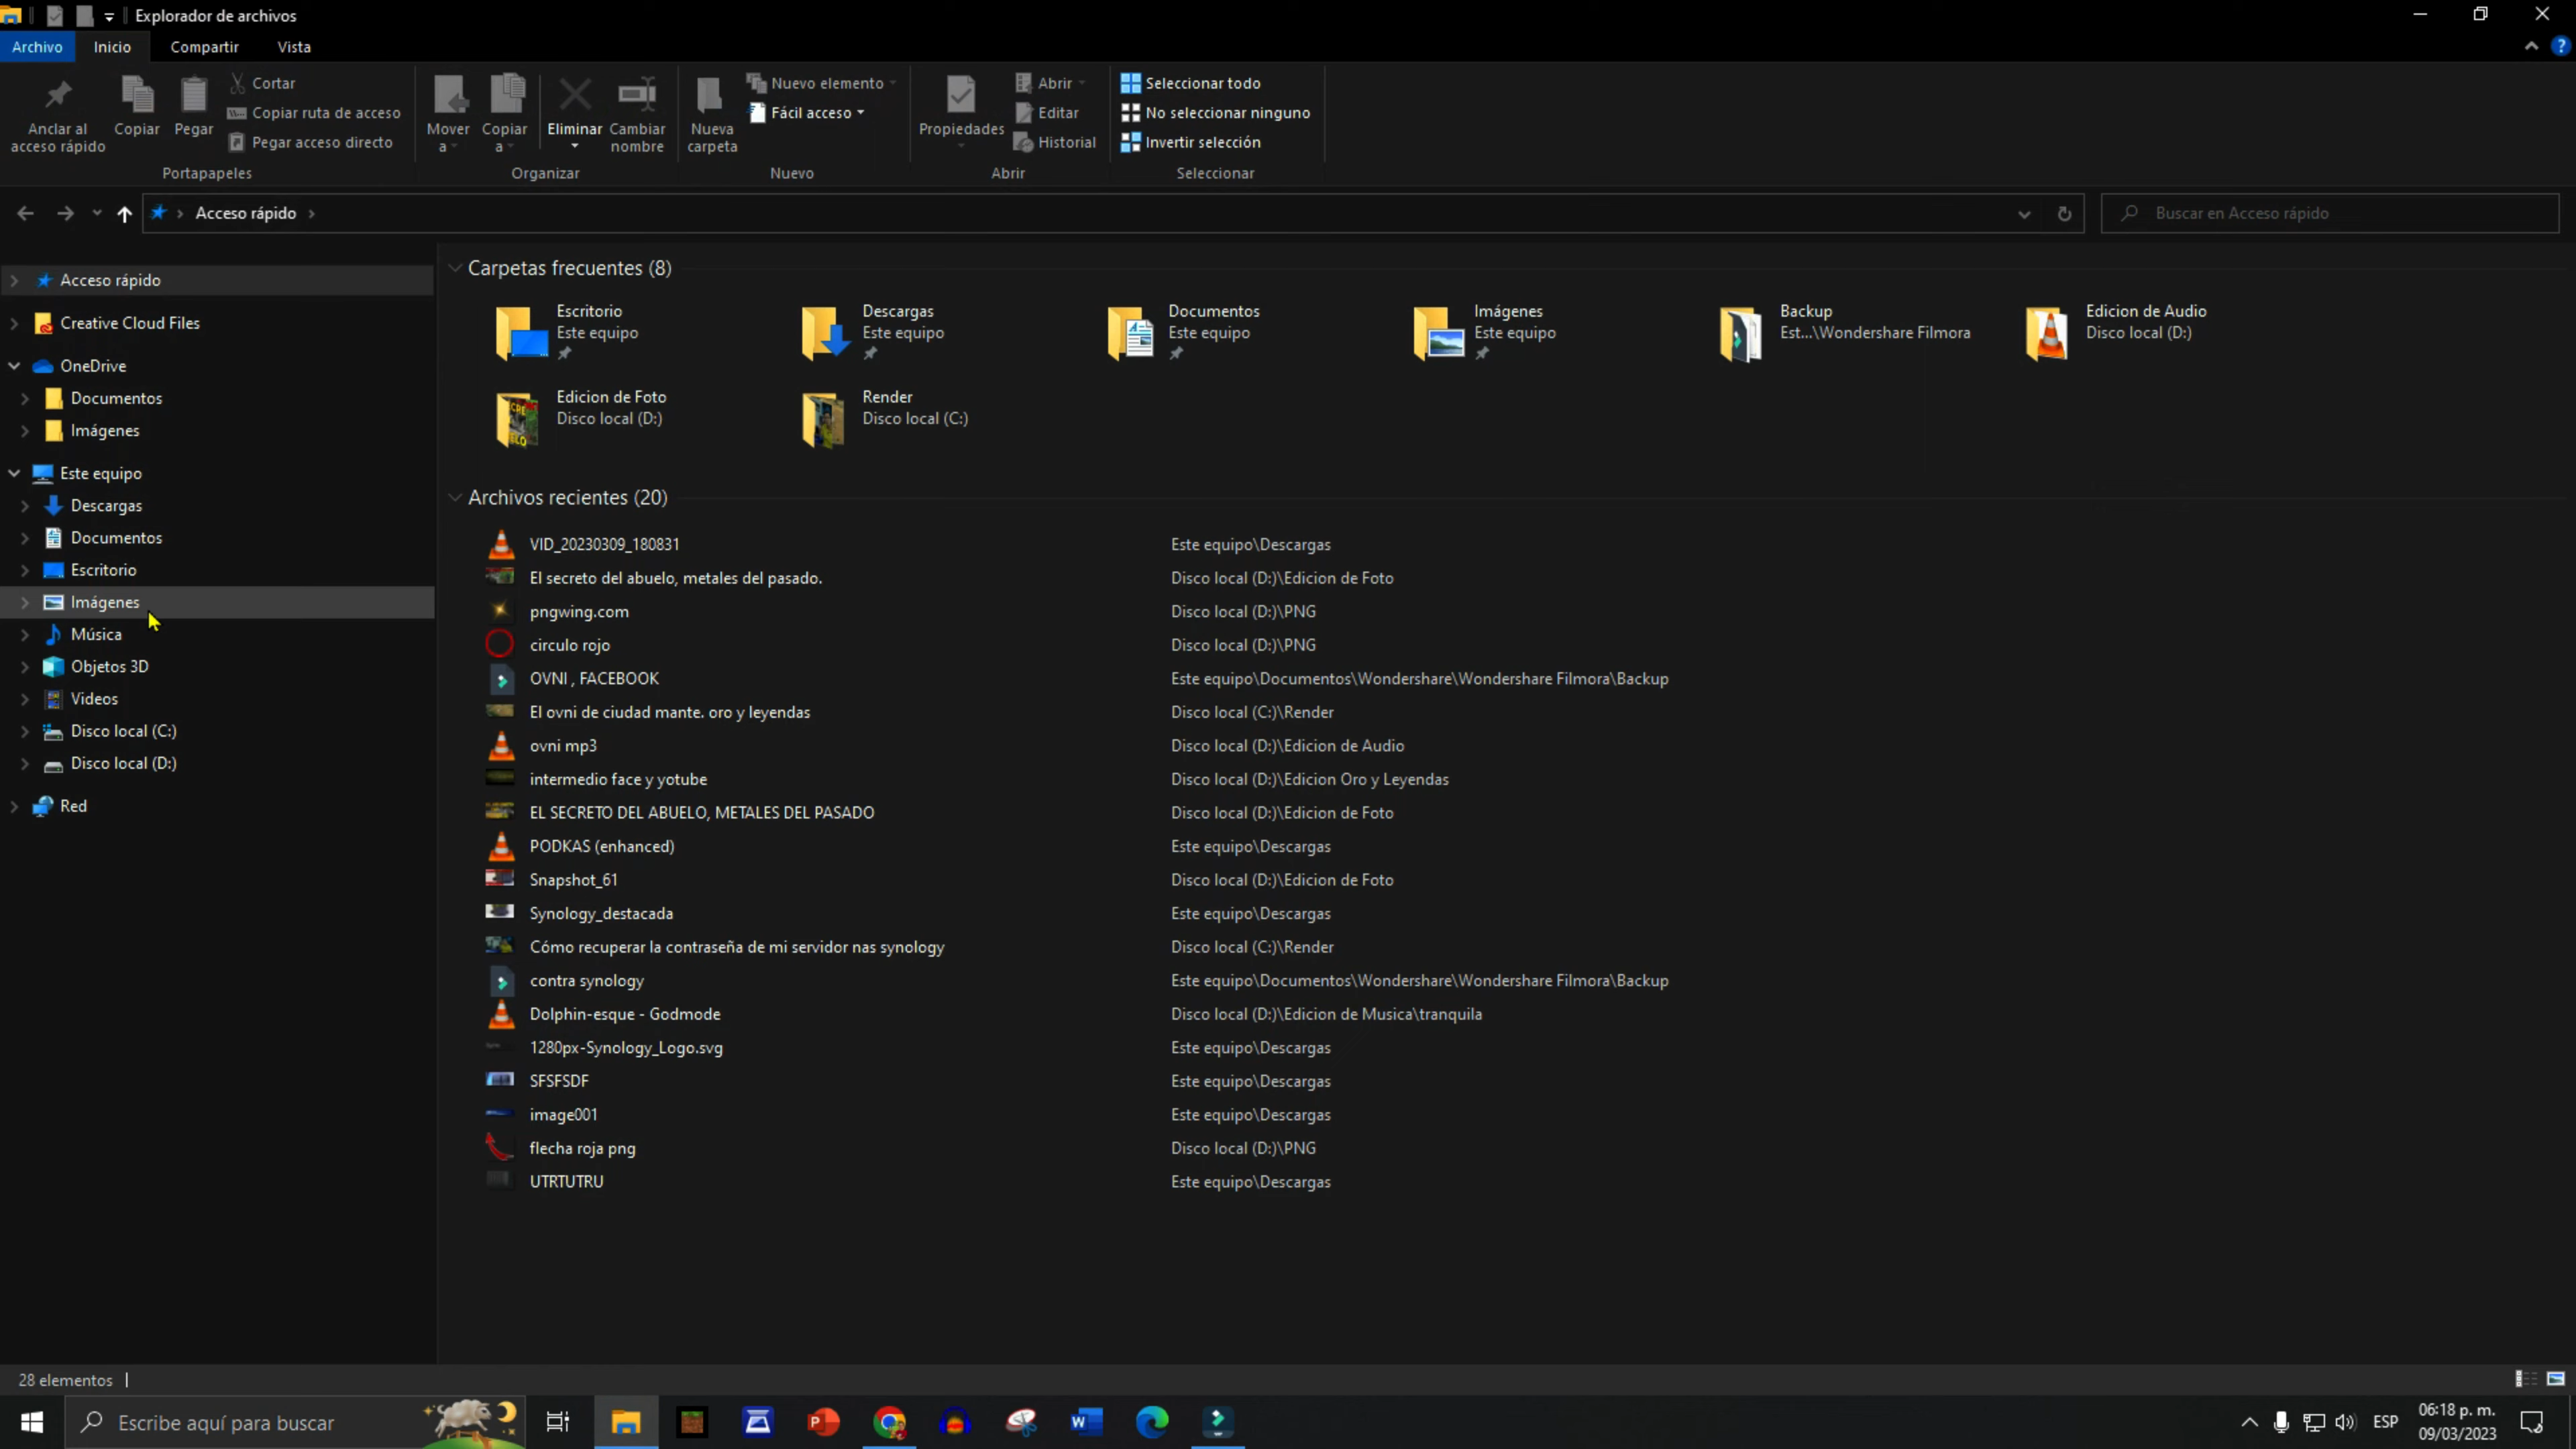 Explorador de archivos
Archivo Inicio Compartir Vista
Anclar al
acceso rápido
Copiar
Pegar
Cortar
Copiar ruta de acceso
Pegar acceso directo
Portapapeles
Mover
a
Copiar
a
Eliminar
Cambiar
nombre
Organizar
Nueva
carpeta
Nuevo elemento
Fácil acceso
Nuevo
Propiedades
Abrir
Editar
Historial
Abrir
Seleccionar todo
No seleccionar ninguno
Invertir selección
Seleccionar
Acceso rápido
Buscar en Acceso rápido
Acceso rápido
Creative Cloud Files
OneDrive
Documentos
Imágenes
Este equipo
Descargas
Documentos
Escritorio
Imágenes
Música
Objetos 3D
Videos
Disco local (C:)
Disco local (D:)
Red
Carpetas frecuentes (8)
Escritorio
Este equipo
Descargas
Este equipo
Documentos
Este equipo
Imágenes
Este equipo
Backup
Est...\Wondershare Filmora
Edicion de Audio
Disco local (D:)
Edicion de Foto
Disco local (D:)
Render
Disco local (C:)
Archivos recientes (20)
VID_20230309_180831 Este equipo\Descargas
El secreto del abuelo, metales del pasado. Disco local (D:)\Edicion de Foto
pngwing.com Disco local (D:)\PNG
circulo rojo Disco local (D:)\PNG
OVNI , FACEBOOK Este equipo\Documentos\Wondershare\Wondershare Filmora\Backup
El ovni de ciudad mante. oro y leyendas Disco local (C:)\Render
ovni mp3 Disco local (D:)\Edicion de Audio
intermedio face y yotube Disco local (D:)\Edicion Oro y Leyendas
EL SECRETO DEL ABUELO, METALES DEL PASADO Disco local (D:)\Edicion de Foto
PODKAS (enhanced) Este equipo\Descargas
Snapshot_61 Disco local (D:)\Edicion de Foto
Synology_destacada Este equipo\Descargas
Cómo recuperar la contraseña de mi servidor nas synology Disco local (C:)\Render
contra synology Este equipo\Documentos\Wondershare\Wondershare Filmora\Backup
Dolphin-esque - Godmode Disco local (D:)\Edicion de Musica\tranquila
1280px-Synology_Logo.svg Este equipo\Descargas
SFSFSDF Este equipo\Descargas
image001 Este equipo\Descargas
flecha roja png Disco local (D:)\PNG
UTRTUTRU Este equipo\Descargas
28 elementos
Escribe aquí para buscar
ESP
06:18 p. m.
09/03/2023